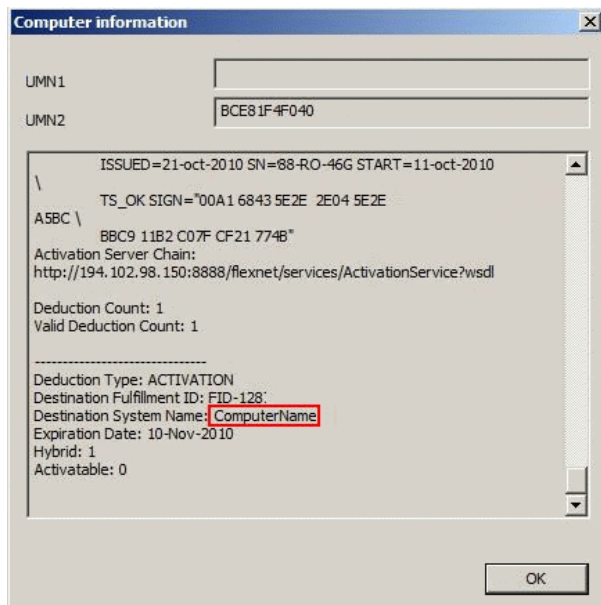 Computer information
UMN1
UMN2
BCE81F4F040
ISSUED=21-oct-2010 SN=88-RO-46G START=11-oct-2010
\
TS_OK SIGN="00A1 6843 5E2E 2E04 5E2E
A5BC \
BBC9 11B2 C07F CF21 774B"
Activation Server Chain:
http://194.102.98.150:8888/flexnet/services/ActivationService?wsdl
Deduction Count: 1
Valid Deduction Count: 1
-------------------------------
Deduction Type: ACTIVATION
Destination Fulfillment ID: FID-128:
Destination System Name: ComputerName
Expiration Date: 10-Nov-2010
Hybrid: 1
Activatable: 0
OK